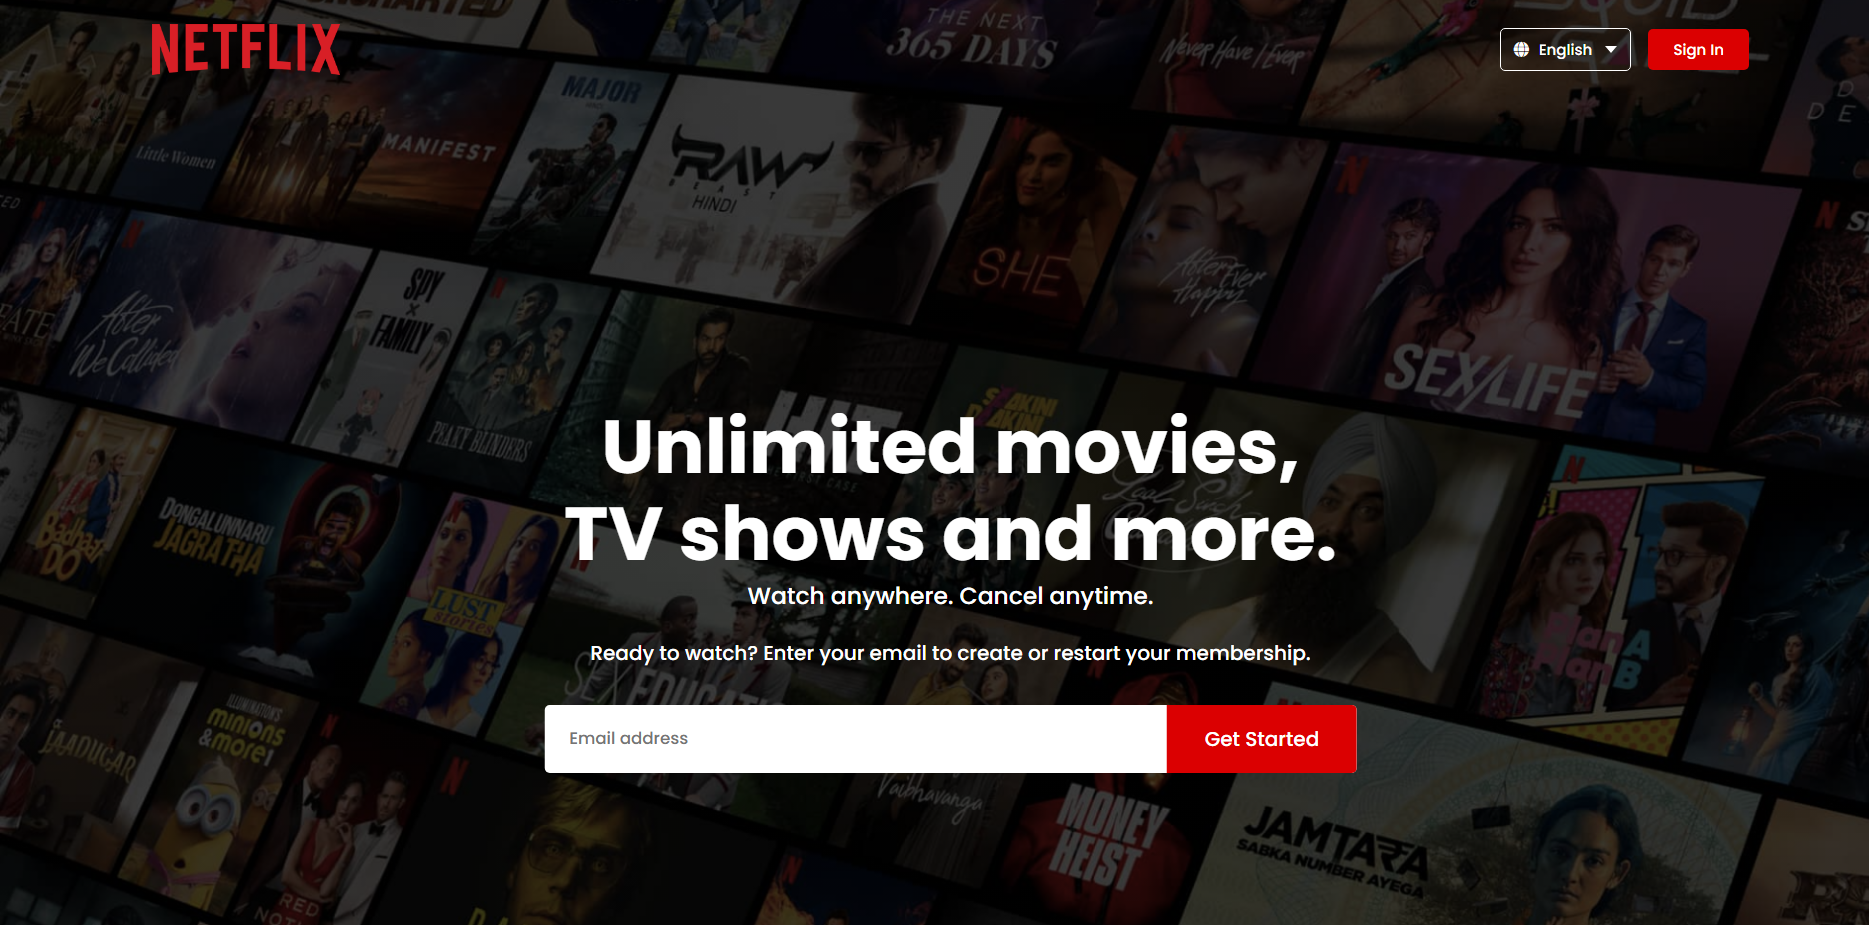 NETFLIX
English
Sign In
THE NEXT
365 DAYS
Never Have I Ever
MAJOR
HINDI
MANIFEST
Little Women
RAW
BEAST
HINDI
SHE
After Ever
Happy
SEX/LIFE
After
We Collided
SPY
x
FAMILY
PEAKY BLINDERS
HIT
Unlimited movies,
TV shows and more.
Watch anywhere. Cancel anytime.
Ready to watch? Enter your email to create or restart your membership.
Email address
Get Started
DONGALUNNARU
JAGRATHA
Badhaai
DO
LUST
stories
SEX EDUCATION
JAADUGAR
ILLUMINATION'S
minions
&more!
RED
Vaibhavanga
MONEY
HEIST
JAMTARA
SABKA NUMBER AYEGA